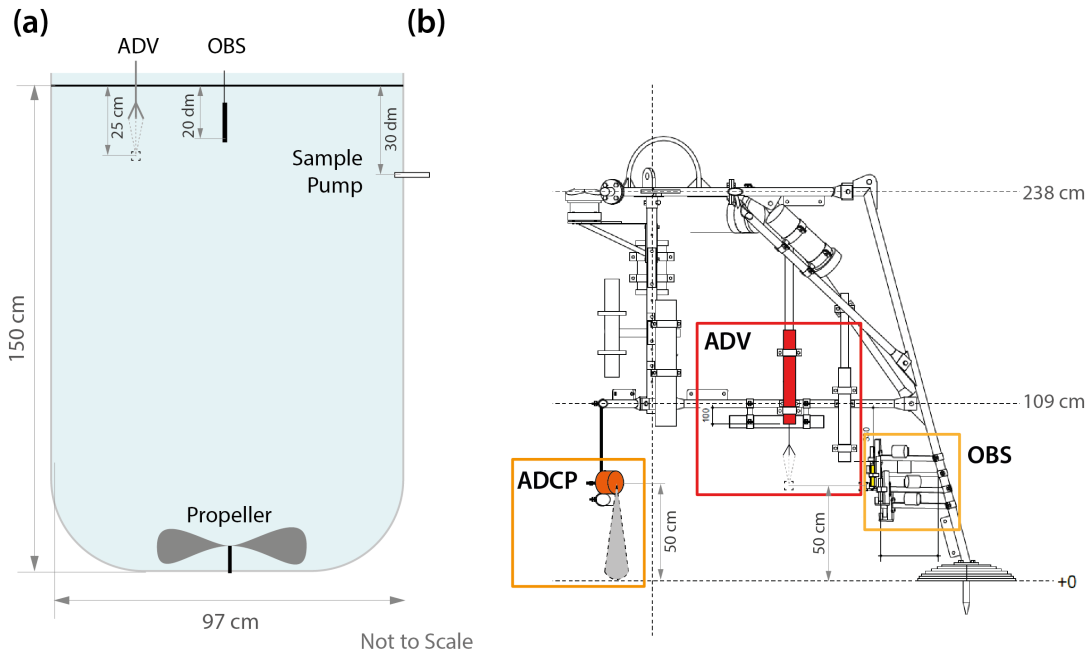 (a)
ADV
OBS
25 cm
20 dm
30 dm
Sample
Pump
150 cm
Propeller
97 cm
Not to Scale
(b)
238 cm
ADV
109 cm
100
OBS
ADCP
50 cm
50 cm
+0